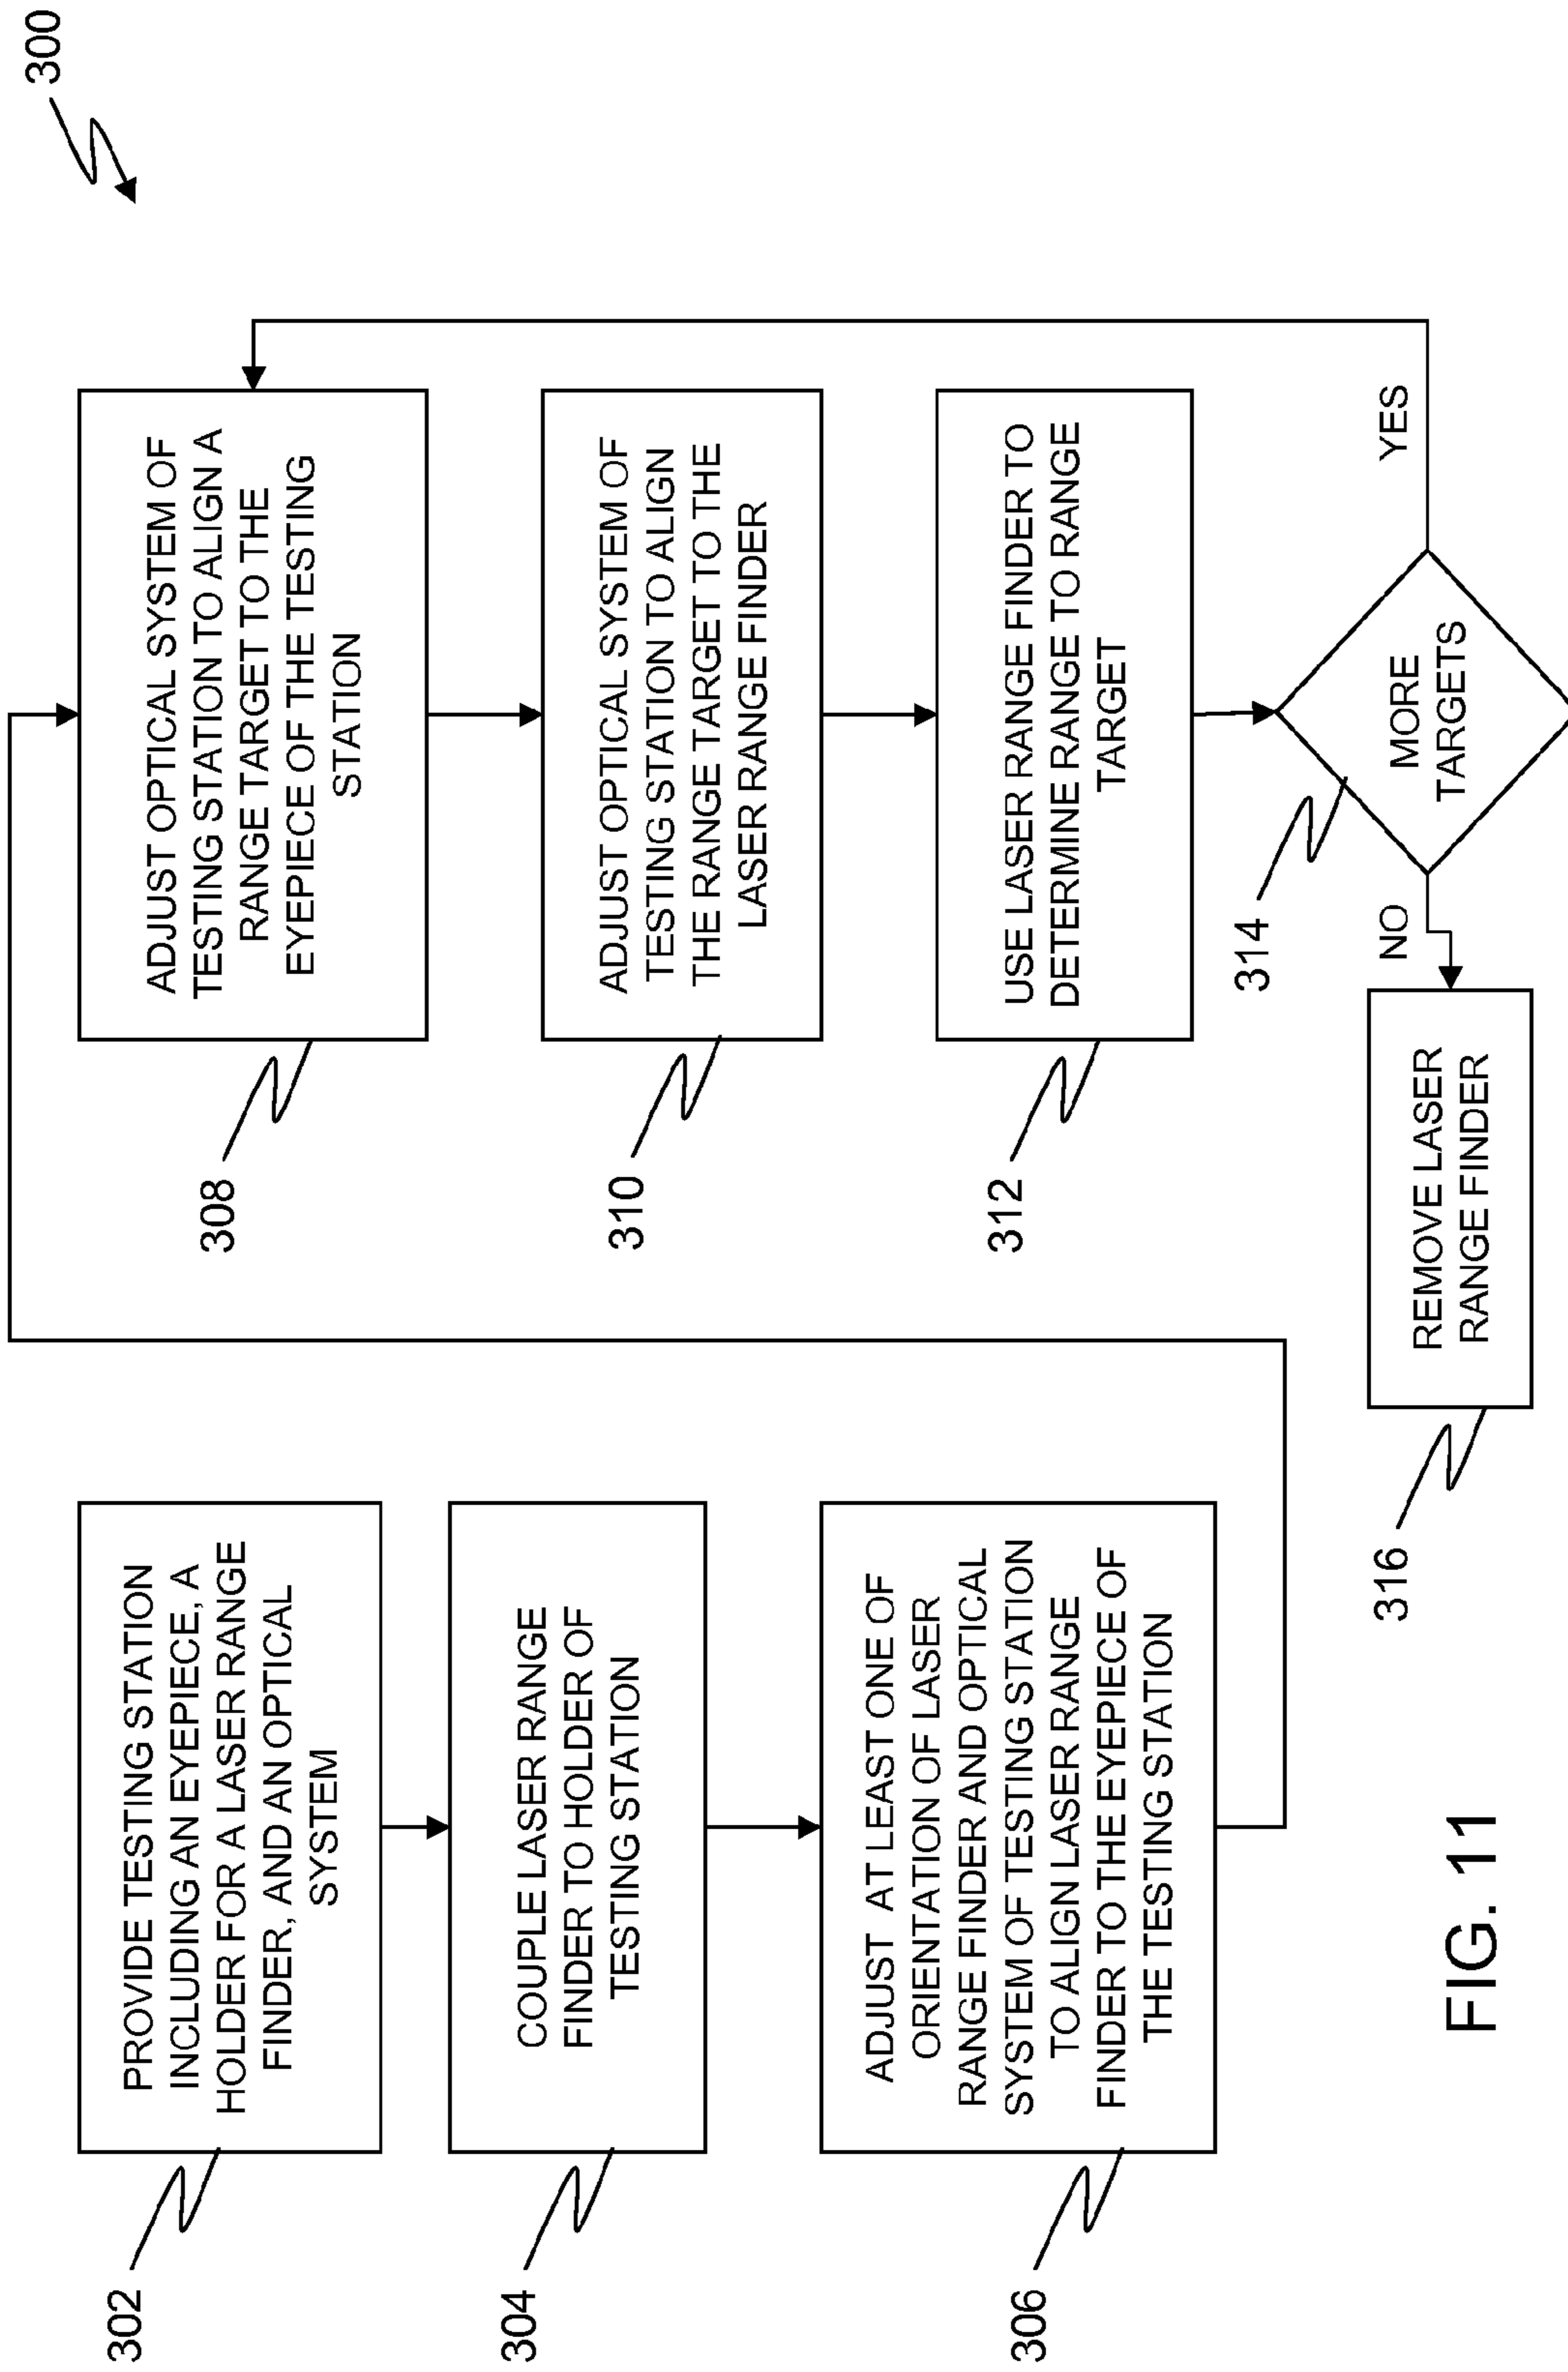 300
302
PROVIDE TESTING STATION
INCLUDING AN EYEPIECE, A
HOLDER FOR A LASER RANGE
FINDER, AND AN OPTICAL
SYSTEM
304
COUPLE LASER RANGE
FINDER TO HOLDER OF
TESTING STATION
306
ADJUST AT LEAST ONE OF
ORIENTATION OF LASER
RANGE FINDER AND OPTICAL
SYSTEM OF TESTING STATION
TO ALIGN LASER RANGE
FINDER TO THE EYEPIECE OF
THE TESTING STATION
308
ADJUST OPTICAL SYSTEM OF
TESTING STATION TO ALIGN A
RANGE TARGET TO THE
EYEPIECE OF THE TESTING
STATION
310
ADJUST OPTICAL SYSTEM OF
TESTING STATION TO ALIGN
THE RANGE TARGET TO THE
LASER RANGE FINDER
312
USE LASER RANGE FINDER TO
DETERMINE RANGE TO RANGE
TARGET
314
MORE
TARGETS
YES
NO
316
REMOVE LASER
RANGE FINDER
FIG. 11